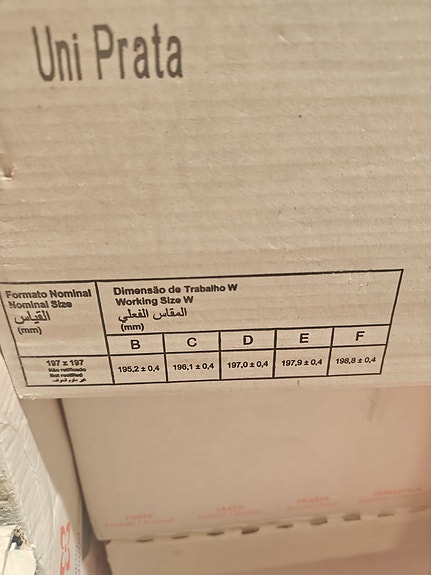 Uni Prata
Formato Nominal
Nominal Size
القياس
(mm)
Dimensão de Trabalho W
Working Size W
المقاس الفعلي
(mm)
B C D E F
197 x 197
Não retificado
Not rectified
195,2 ± 0,4 196,1 ± 0,4 197,0 ± 0,4 197,9 ± 0,4 198,8 ± 0,4